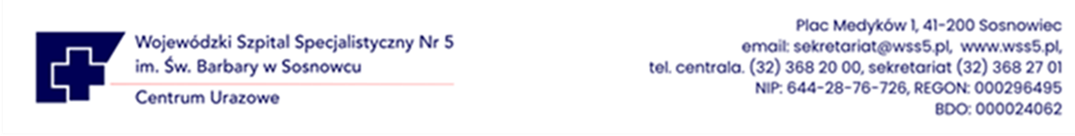 Wojewódzki Szpital Specjalistyczny Nr 5
im. Św. Barbary w Sosnowcu
Centrum Urazowe
Plac Medyków 1, 41-200 Sosnowiec
email: sekretariat@wss5.pl, www.wss5.pl,
tel. centrala. (32) 368 20 00, sekretariat (32) 368 27 01
NIP: 644-28-76-726, REGON: 000296495
BDO: 000024062